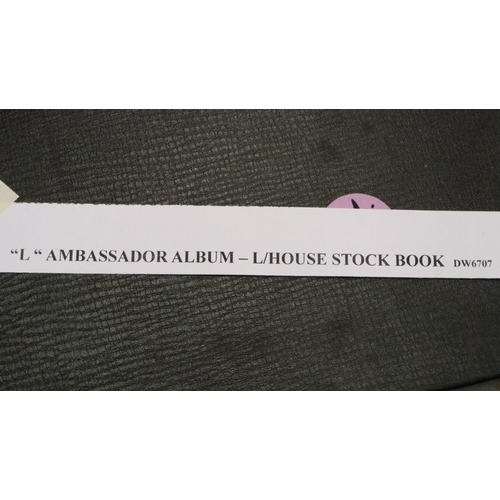 “L “ AMBASSADOR ALBUM – L/HOUSE STOCK BOOK DW6707